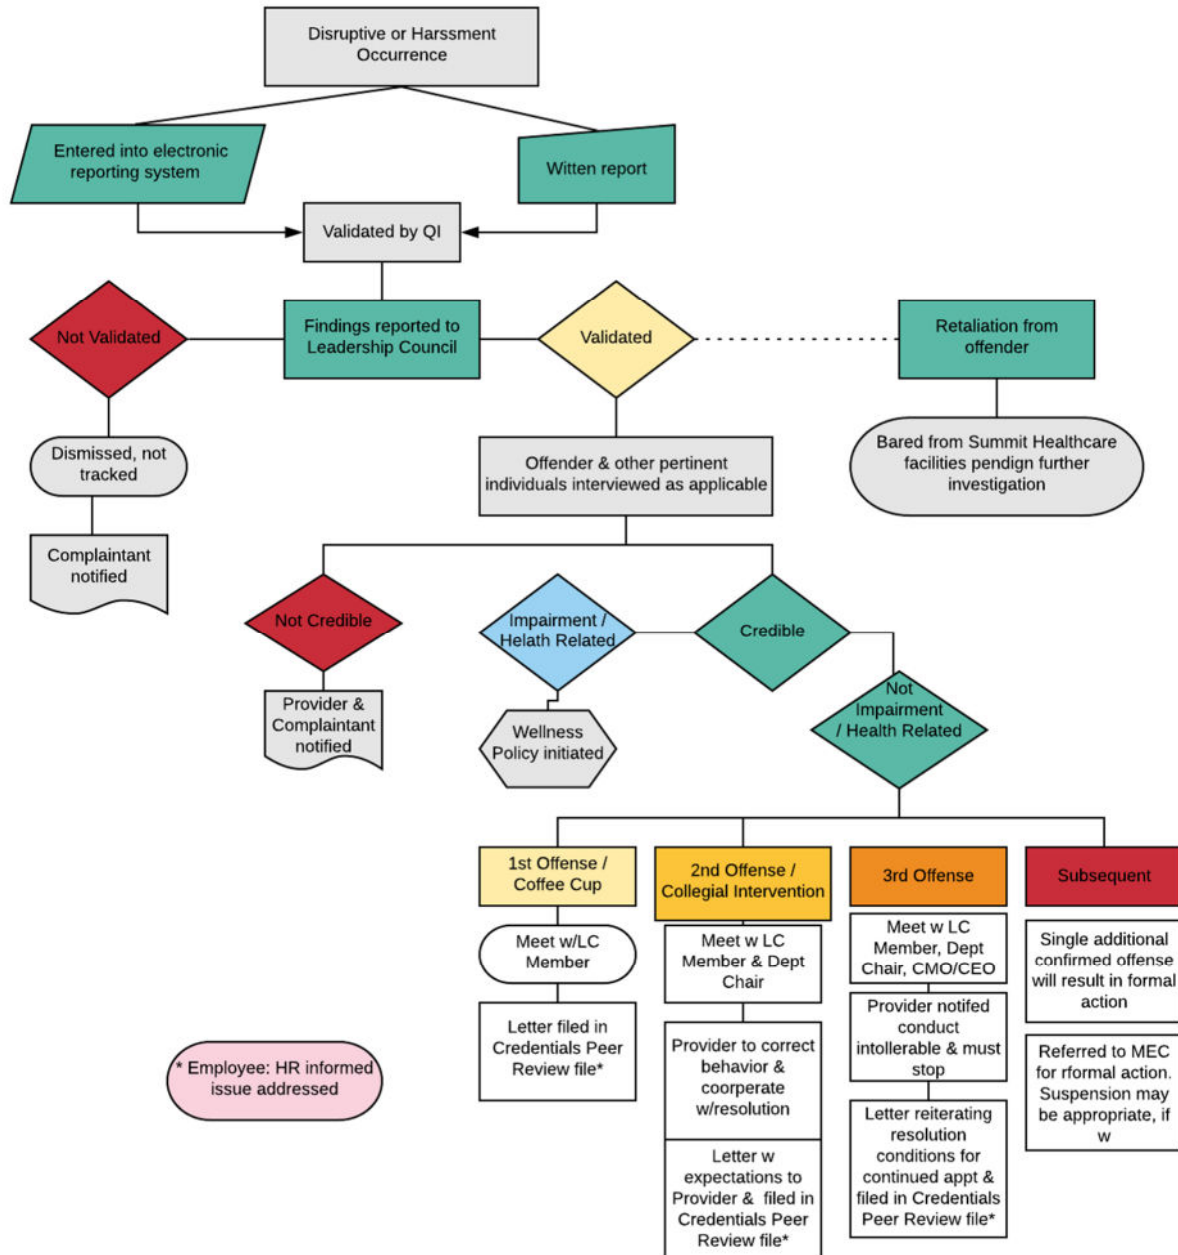 Disruptive or Harssment
Occurrence
Entered into electronic
reporting system
Witten report
Validated by QI
Not Validated
Findings reported to
Leadership Council
Validated
Retaliation from
offender
Dismissed, not
tracked
Offender & other pertinent
individuals interviewed as applicable
Bared from Summit Healthcare
facilities pendign further
investigation
Complaintant
notified
Not Credible
Impairment /
Helath Related
Credible
Not
Impairment
/ Health Related
Provider &
Complaintant
notified
Wellness
Policy initiated
1st Offense /
Coffee Cup
2nd Offense /
Collegial Intervention
3rd Offense
Subsequent
Meet w/LC
Member
Letter filed in
Credentials Peer
Review file*
Meet w LC
Member & Dept
Chair
Provider to correct
behavior &
coorperate
w/resolution
Letter w
expectations to
Provider & filed in
Credentials Peer
Review file*
Meet w LC
Member, Dept
Chair, CMO/CEO
Provider notifed
conduct
intollerable & must
stop
Letter reiterating
resolution
conditions for
continued appt &
filed in Credentials
Peer Review file*
Single additional
confirmed offense
will result in formal
action
Referred to MEC
for rformal action.
Suspension may
be appropriate, if
w
* Employee: HR informed
issue addressed